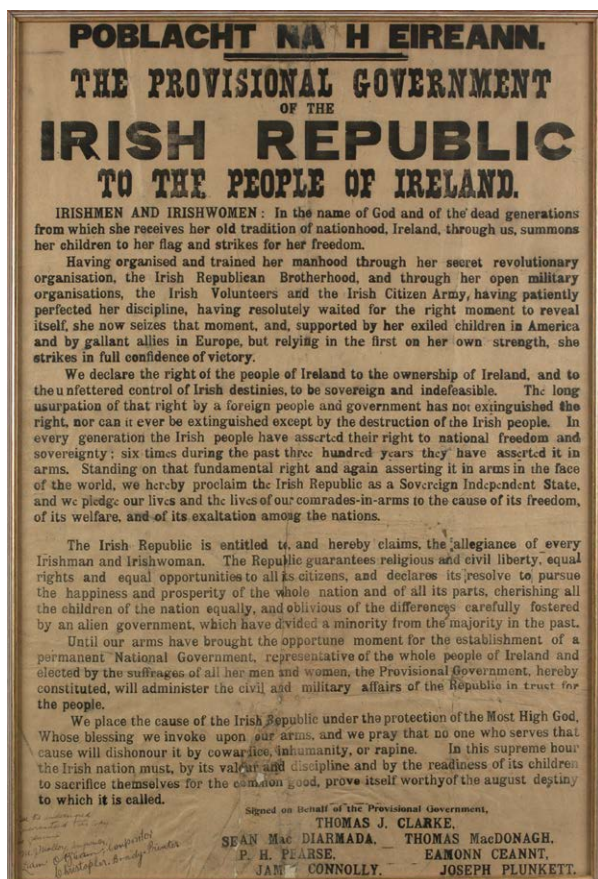 POBLACHT NA H EIREANN.
THE PROVISIONAL GOVERNMENT
OF THE
IRISH REPUBLIC
TO THE PEOPLE OF IRELAND.
IRISHMEN AND IRISHWOMEN: In the name of God and of the dead generations
from which she receives her old tradition of nationhood, Ireland, through us, summons
her children to her flag and strikes for her freedom.
Having organised and trained her manhood through her secret revolutionary
organisation, the Irish Republican Brotherhood, and through her open military
organisations, the Irish Volunteers and the Irish Citizen Army, having patiently
perfected her discipline, having resolutely waited for the right moment to reveal
itself, she now seizes that moment, and, supported by her exiled children in America
and by gallant allies in Europe, but relying in the first on her own strength, she
strikes in full confidence of victory.
We declare the right of the people of Ireland to the ownership of Ireland, and to
the unfettered control of Irish destinies, to be sovereign and indefeasible. The long
usurpation of that right by a foreign people and government has not extinguished the
right, nor can it ever be extinguished except by the destruction of the Irish people. In
every generation the Irish people have asserted their right to national freedom and
sovereignty; six times during the past three hundred years they have asserted it in
arms. Standing on that fundamental right and again asserting it in arms in the face
of the world, we hereby proclaim the Irish Republic as a Sovereign Independent State,
and we pledge our lives and the lives of our comrades-in-arms to the cause of its freedom,
of its welfare, and of its exaltation among the nations.
The Irish Republic is entitled to, and hereby claims, the allegiance of every
Irishman and Irishwoman. The Republic guarantees religious and civil liberty, equal
rights and equal opportunities to all its citizens, and declares its resolve to pursue
the happiness and prosperity of the whole nation and of all its parts, cherishing all
the children of the nation equally, and oblivious of the differences carefully fostered
by an alien government, which have divided a minority from the majority in the past.
Until our arms have brought the opportune moment for the establishment of a
permanent National Government, representative of the whole people of Ireland and
elected by the suffrages of all her men and women, the Provisional Government, hereby
constituted, will administer the civil and military affairs of the Republic in trust for
the people.
We place the cause of the Irish Republic under the protection of the Most High God,
Whose blessing we invoke upon our arms, and we pray that no one who serves that
cause will dishonour it by cowardice, inhumanity, or rapine. In this supreme hour
the Irish nation must, by its valour and discipline and by the readiness of its children
to sacrifice themselves for the common good, prove itself worthy of the august destiny
to which it is called.
Signed on Behalf of the Provisional Government,
THOMAS J. CLARKE,
SEAN Mac DIARMADA, THOMAS MacDONAGH,
P. H. PEARSE, EAMONN CEANNT,
JAMES CONNOLLY, JOSEPH PLUNKETT.
Compositor
Christopher Brady Printer